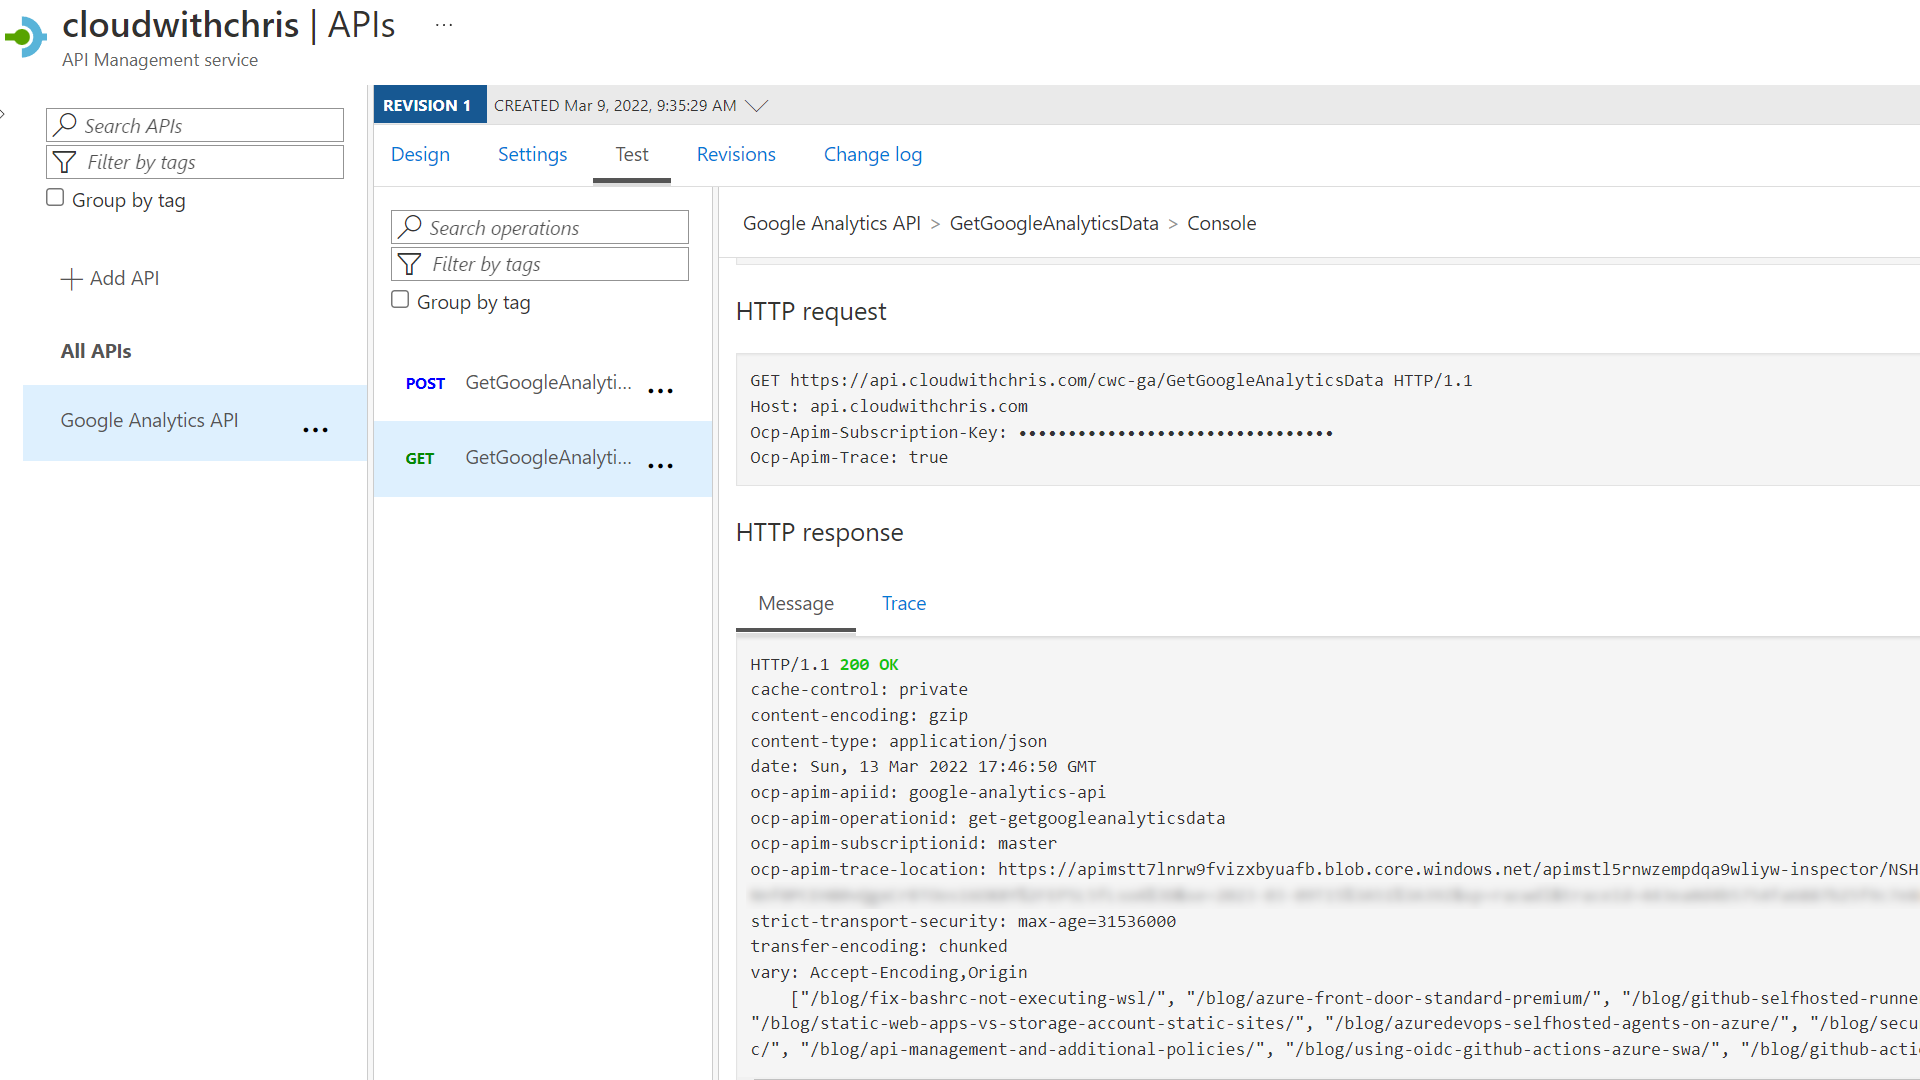 cloudwithchris | APIs ...
API Management service
Search APIs
Filter by tags
Group by tag
Add API
All APIs
Google Analytics API ...
REVISION 1 CREATED Mar 9, 2022, 9:35:29 AM
Design Settings Test Revisions Change log
Search operations
Filter by tags
Group by tag
POST GetGoogleAnalyti... ...
GET GetGoogleAnalyti... ...
Google Analytics API > GetGoogleAnalyticsData > Console
HTTP request
GET https://api.cloudwithchris.com/cwc-ga/GetGoogleAnalyticsData HTTP/1.1
Host: api.cloudwithchris.com
Ocp-Apim-Subscription-Key: ••••••••••••••••••••••••••••••••
Ocp-Apim-Trace: true
HTTP response
Message Trace
HTTP/1.1 200 OK
cache-control: private
content-encoding: gzip
content-type: application/json
date: Sun, 13 Mar 2022 17:46:50 GMT
ocp-apim-apiid: google-analytics-api
ocp-apim-operationid: get-getgoogleanalyticsdata
ocp-apim-subscriptionid: master
ocp-apim-trace-location: https://apimstt7lnrw9fvizxbyuafb.blob.core.windows.net/apimstl5rnwzempdqa9wliyw-inspector/NSH
strict-transport-security: max-age=31536000
transfer-encoding: chunked
vary: Accept-Encoding,Origin
["/blog/fix-bashrc-not-executing-wsl/", "/blog/azure-front-door-standard-premium/", "/blog/github-selfhosted-runne
"/blog/static-web-apps-vs-storage-account-static-sites/", "/blog/azuredevops-selfhosted-agents-on-azure/", "/blog/secu
c/", "/blog/api-management-and-additional-policies/", "/blog/using-oidc-github-actions-azure-swa/", "/blog/github-acti